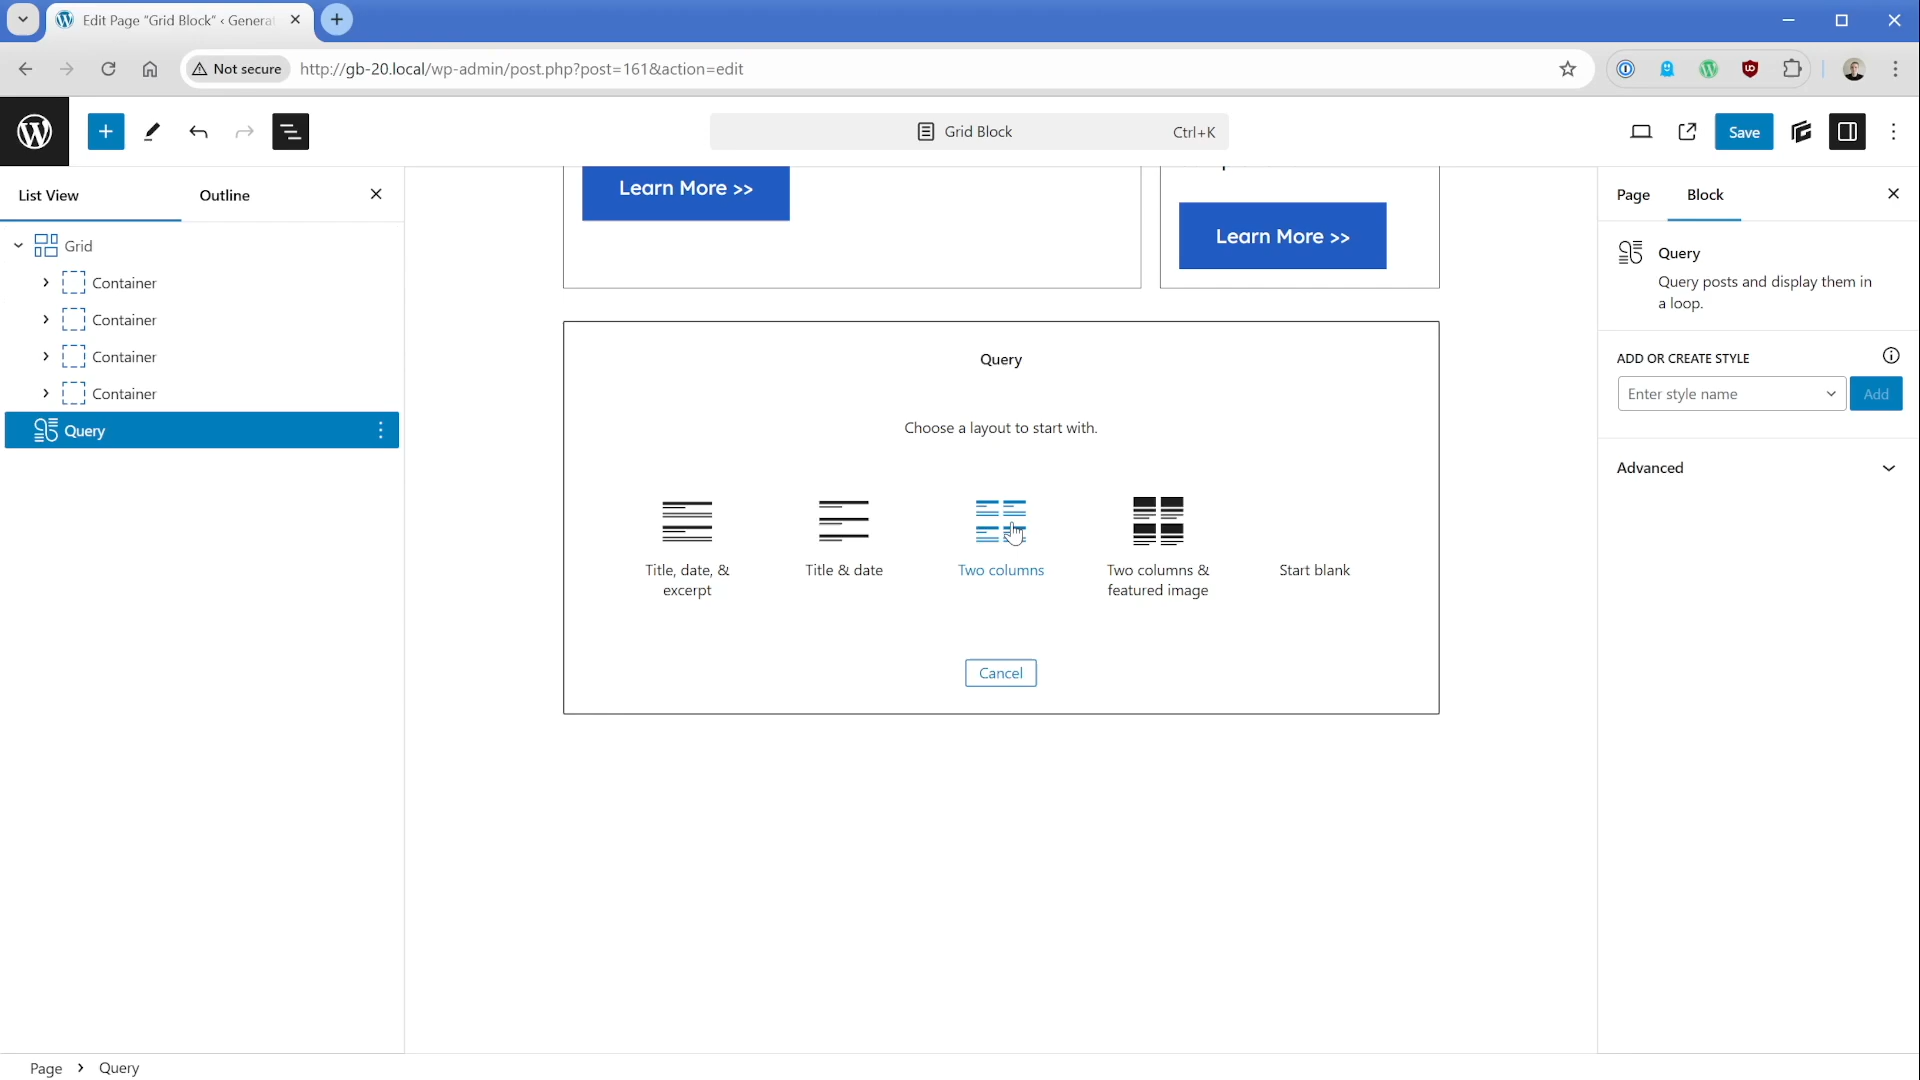 Edit Page "Grid Block" ‹ Genera
Not secure
http://gb-20.local/wp-admin/post.php?post=161&action=edit
Grid Block
Ctrl+K
Save
List View
Outline
Grid
Container
Container
Container
Container
Query
Learn More >>
Learn More >>
Query
Choose a layout to start with.
Title, date, &
excerpt
Title & date
Two columns
Two columns &
featured image
Start blank
Cancel
Page
Block
Query
Query posts and display them in
a loop.
ADD OR CREATE STYLE
Enter style name
Add
Advanced
Page > Query